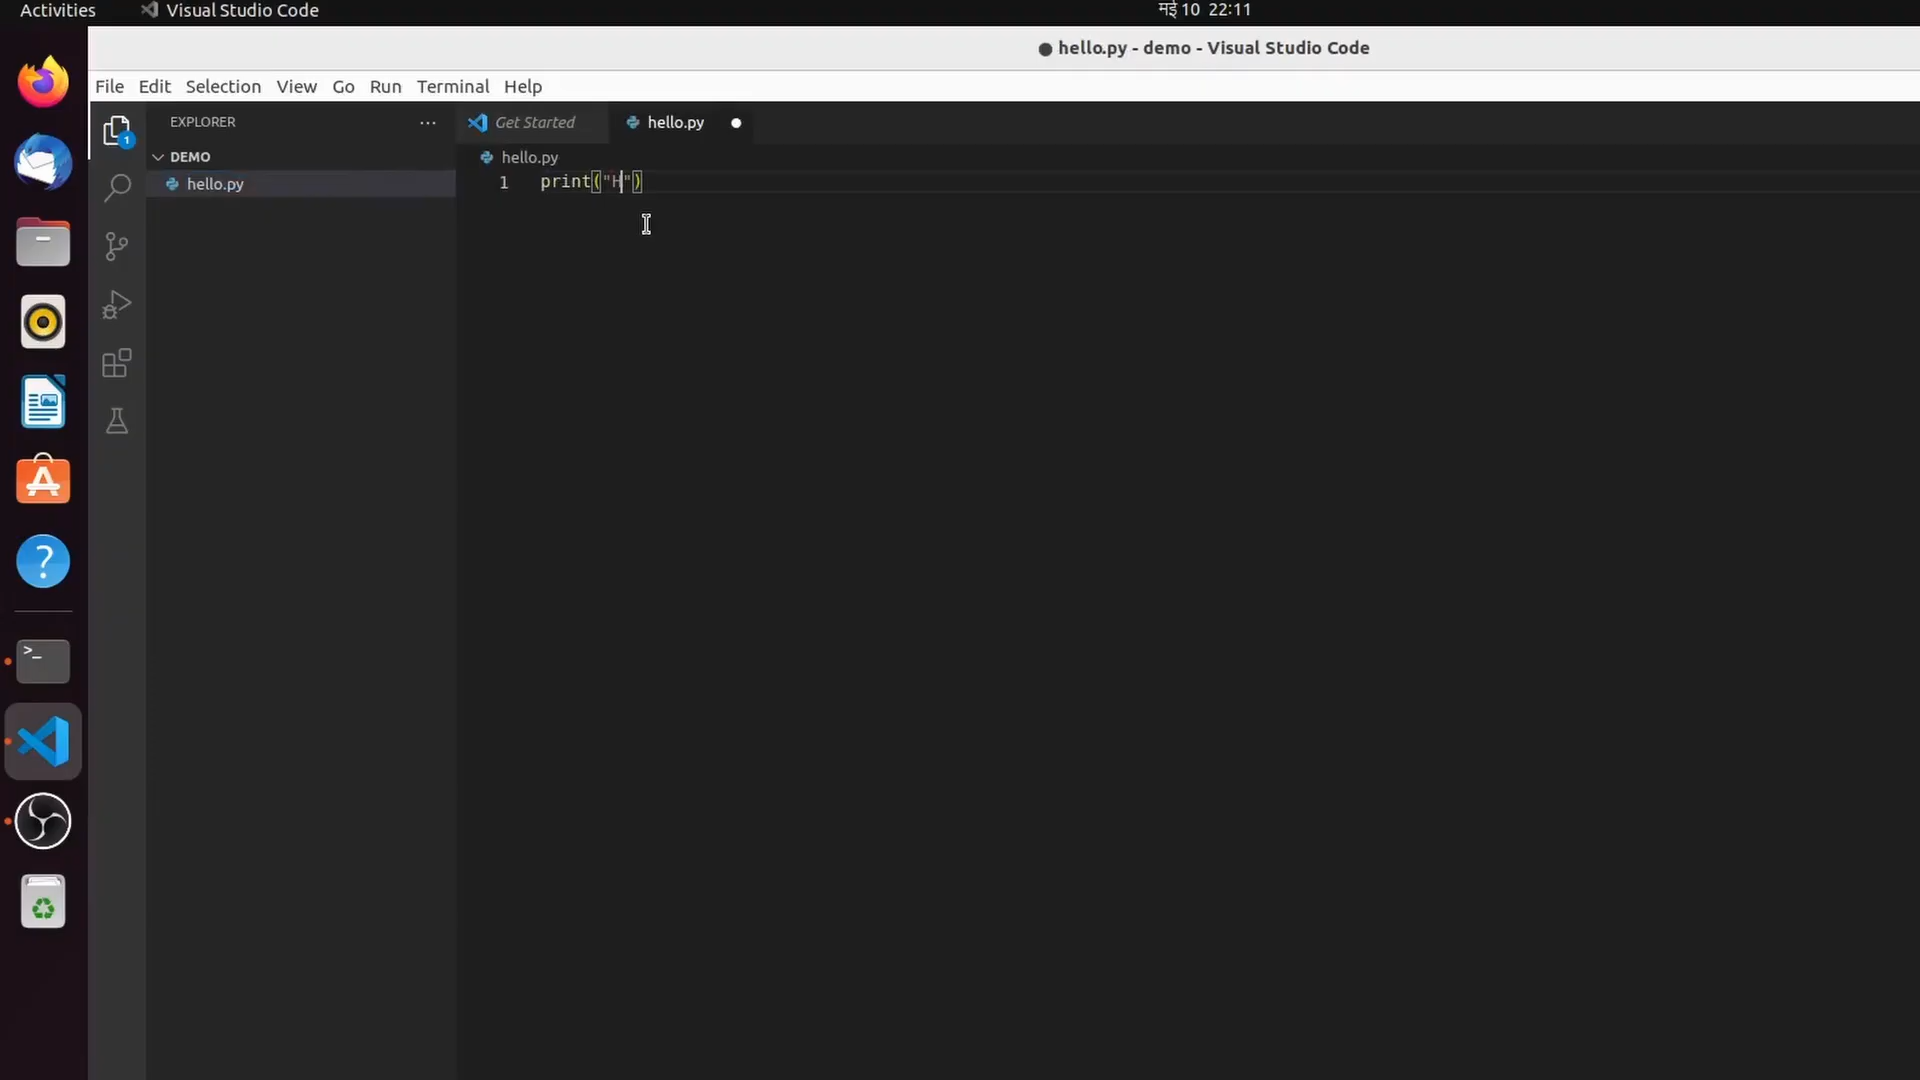 Activities
Visual Studio Code
मई 10 22:11
● hello.py - demo - Visual Studio Code
File Edit Selection View Go Run Terminal Help
EXPLORER
1
DEMO
hello.py
Get Started
hello.py
hello.py
1 print("H")